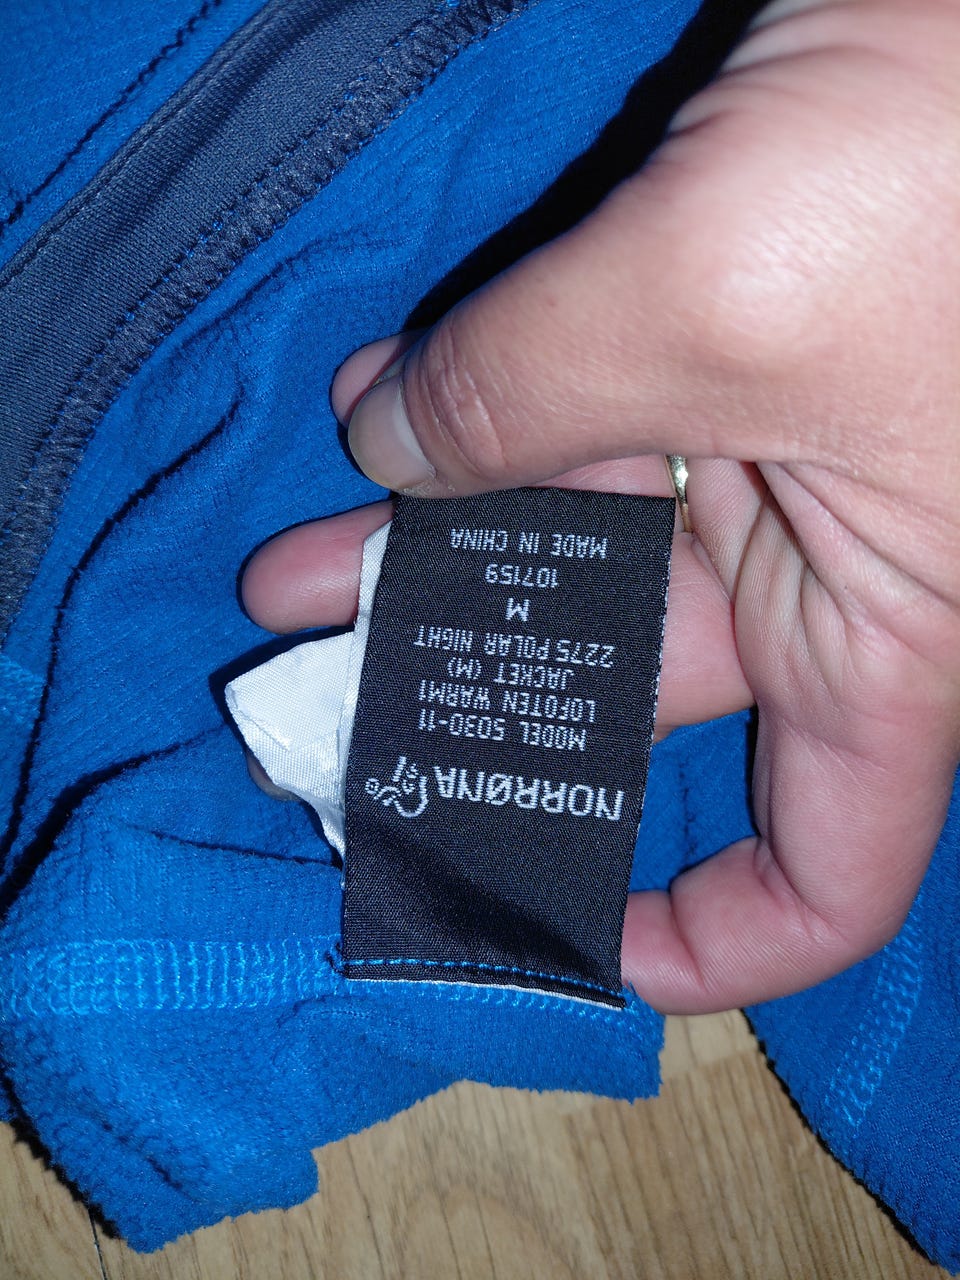 NORRØNA
MODEL 5030-11
LOFOTEN WARM1
JACKET (M)
2275 POLAR NIGHT
M
107159
MADE IN CHINA